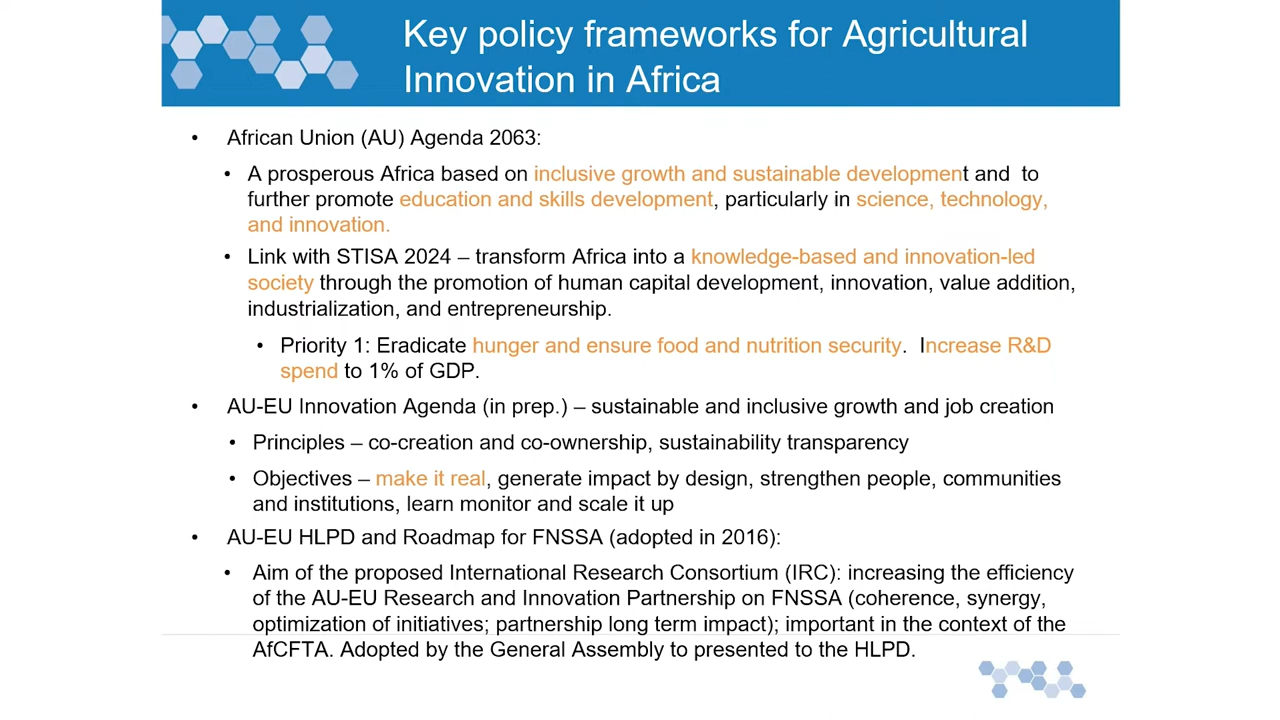 Key policy frameworks for Agricultural
Innovation in Africa
• African Union (AU) Agenda 2063:
• A prosperous Africa based on inclusive growth and sustainable development and to
further promote education and skills development, particularly in science, technology,
and innovation.
• Link with STISA 2024 – transform Africa into a knowledge-based and innovation-led
society through the promotion of human capital development, innovation, value addition,
industrialization, and entrepreneurship.
• Priority 1: Eradicate hunger and ensure food and nutrition security. Increase R&D
spend to 1% of GDP.
• AU-EU Innovation Agenda (in prep.) – sustainable and inclusive growth and job creation
• Principles – co-creation and co-ownership, sustainability transparency
• Objectives – make it real, generate impact by design, strengthen people, communities
and institutions, learn monitor and scale it up
• AU-EU HLPD and Roadmap for FNSSA (adopted in 2016):
• Aim of the proposed International Research Consortium (IRC): increasing the efficiency
of the AU-EU Research and Innovation Partnership on FNSSA (coherence, synergy,
optimization of initiatives; partnership long term impact); important in the context of the
AfCFTA. Adopted by the General Assembly to presented to the HLPD.